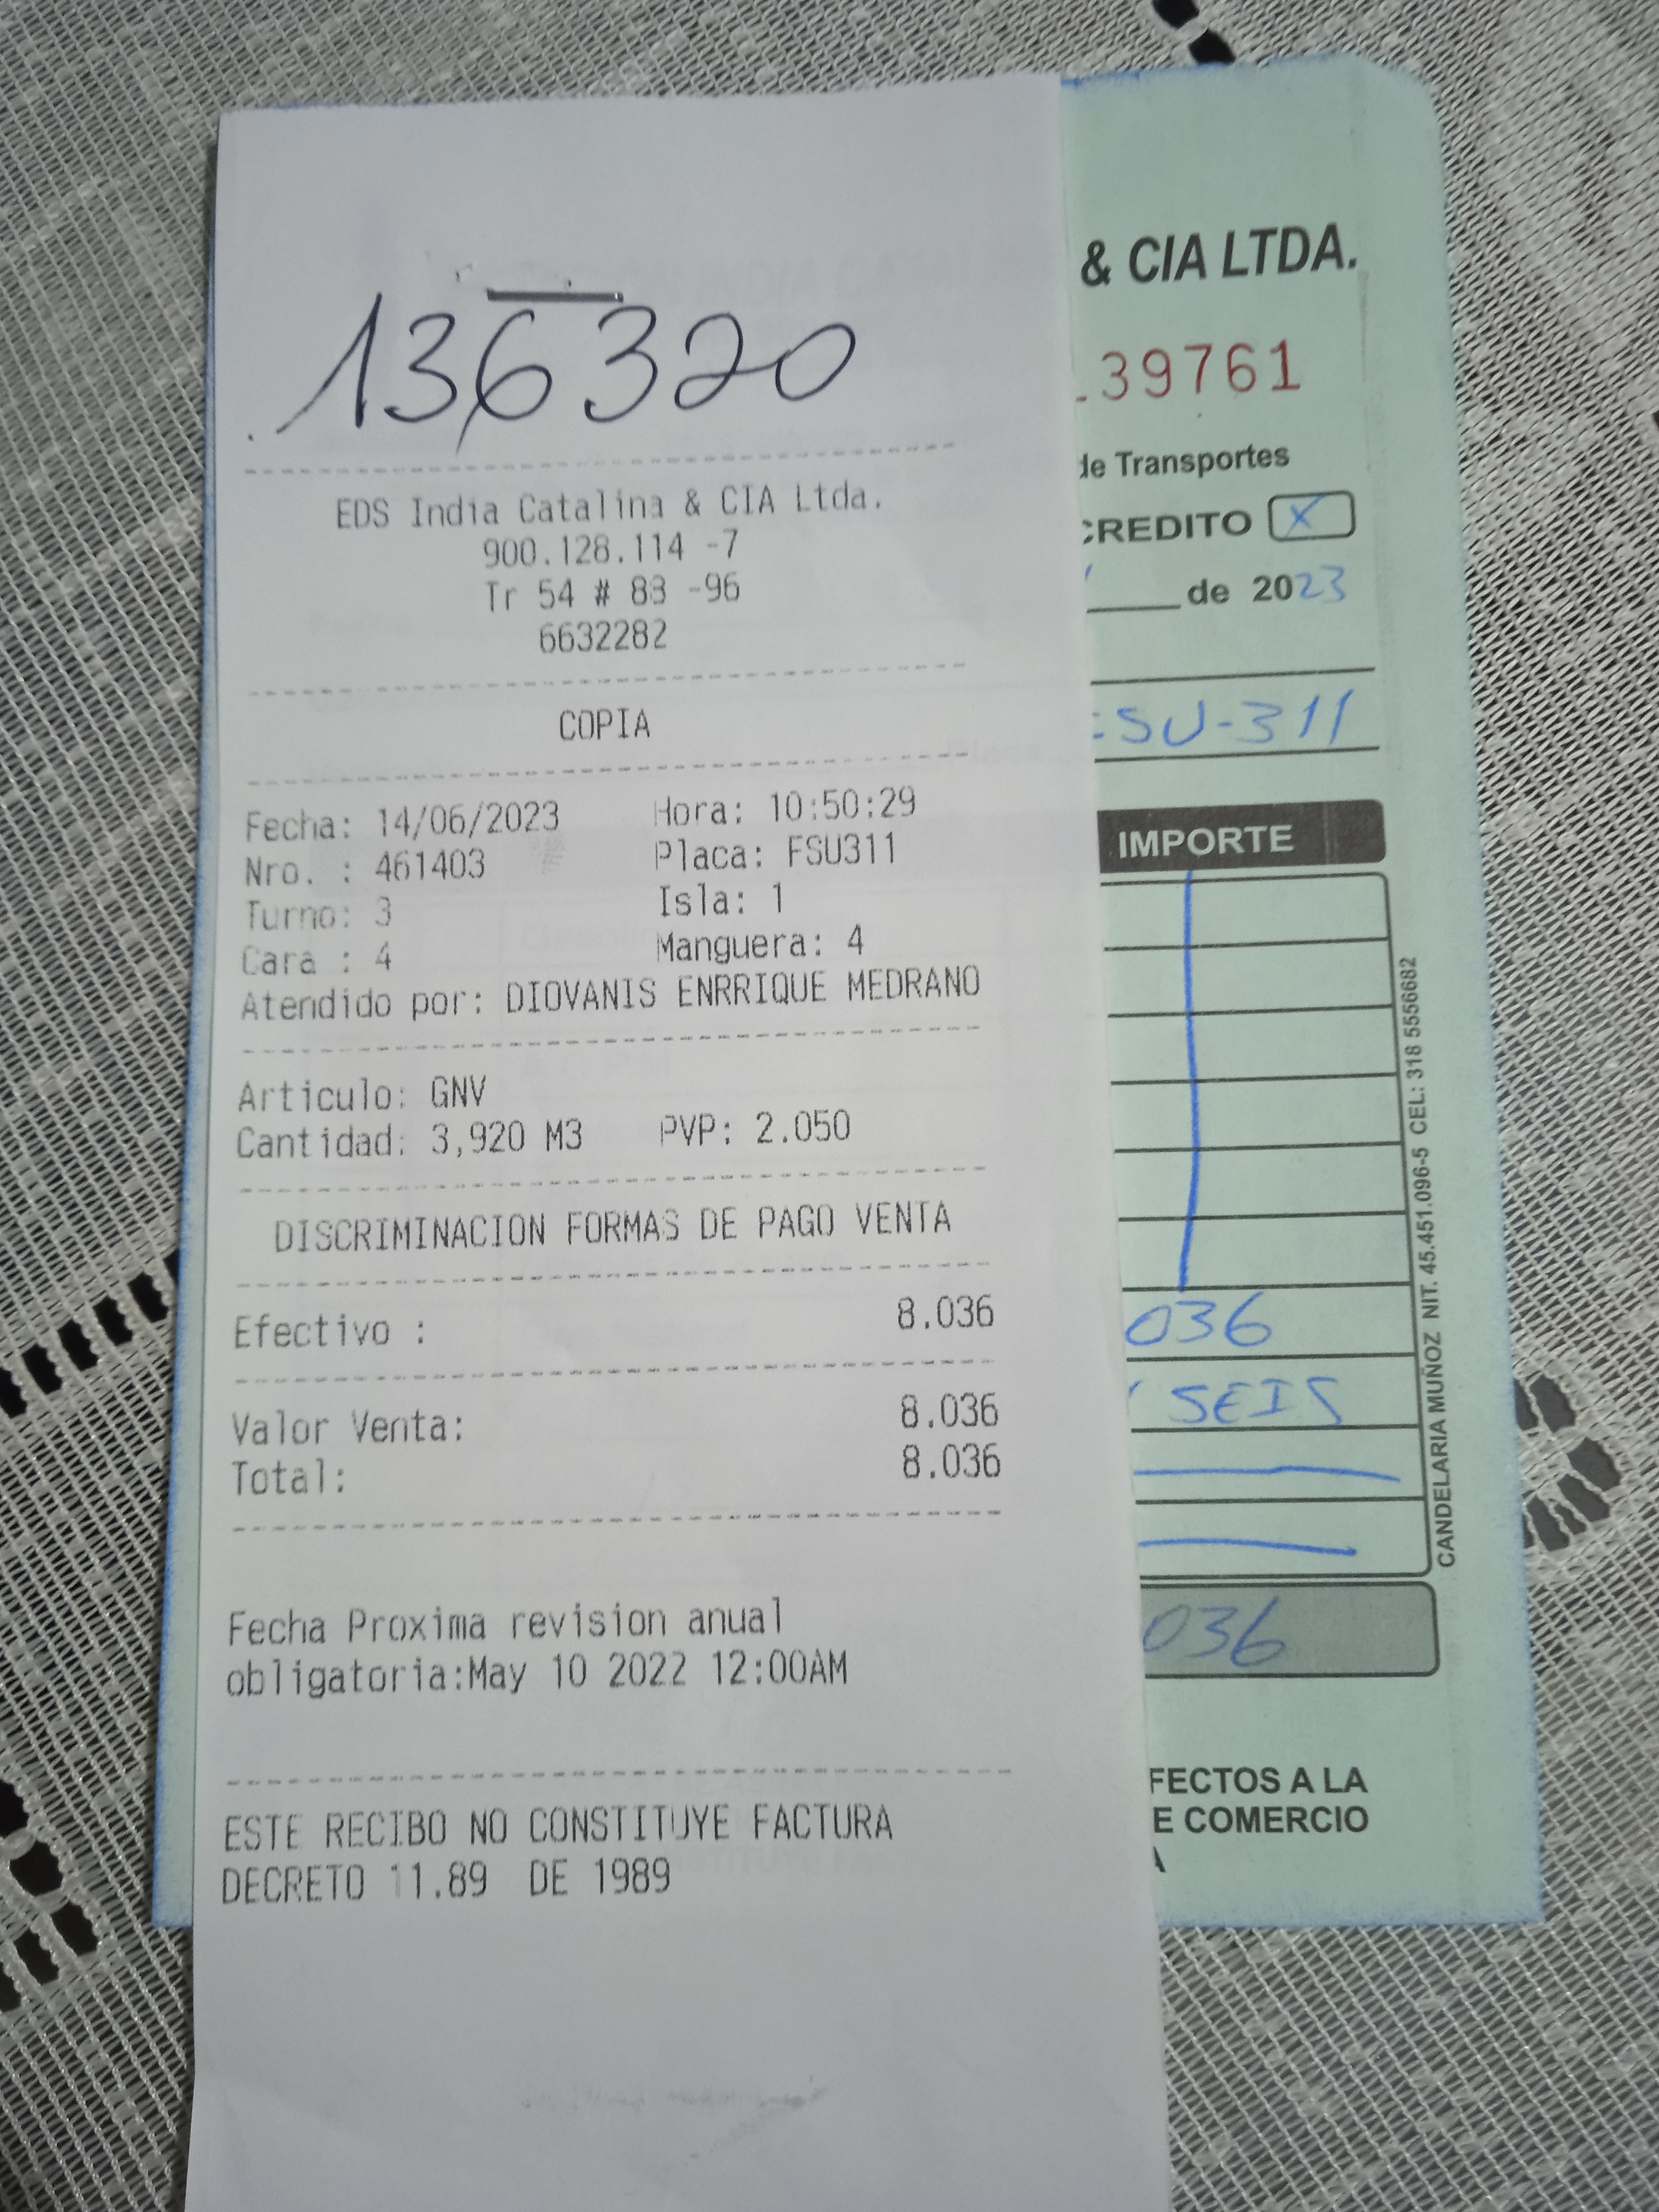 136320
EDS India Catalina & CIA Ltda.
900.128.114 -7
Tr 54 # 83 -96
6632282
COPIA
Fecha: 14/06/2023 Hora: 10:50:29
Nro. : 461403 Placa: FSU311
Turno: 3 Isla: 1
Cara : 4 Manguera: 4
Atendido por: DIOVANIS ENRRIQUE MEDRANO
Articulo: GNV
Cantidad: 3,920 M3 PVP: 2.050
DISCRIMINACION FORMAS DE PAGO VENTA
Efectivo : 8.036
Valor Venta: 8.036
Total: 8.036
Fecha Proxima revision anual
obligatoria:May 10 2022 12:00AM
ESTE RECIBO NO CONSTITUYE FACTURA
DECRETO 11.89 DE 1989
& CIA LTDA.
39761
de Transportes
CREDITO X
de 2023
SU-311
IMPORTE
036
SEIS
036
FECTOS A LA
E COMERCIO
CANDELARIA MUÑOZ NIT. 45.451.096-5 CEL: 318 5556682